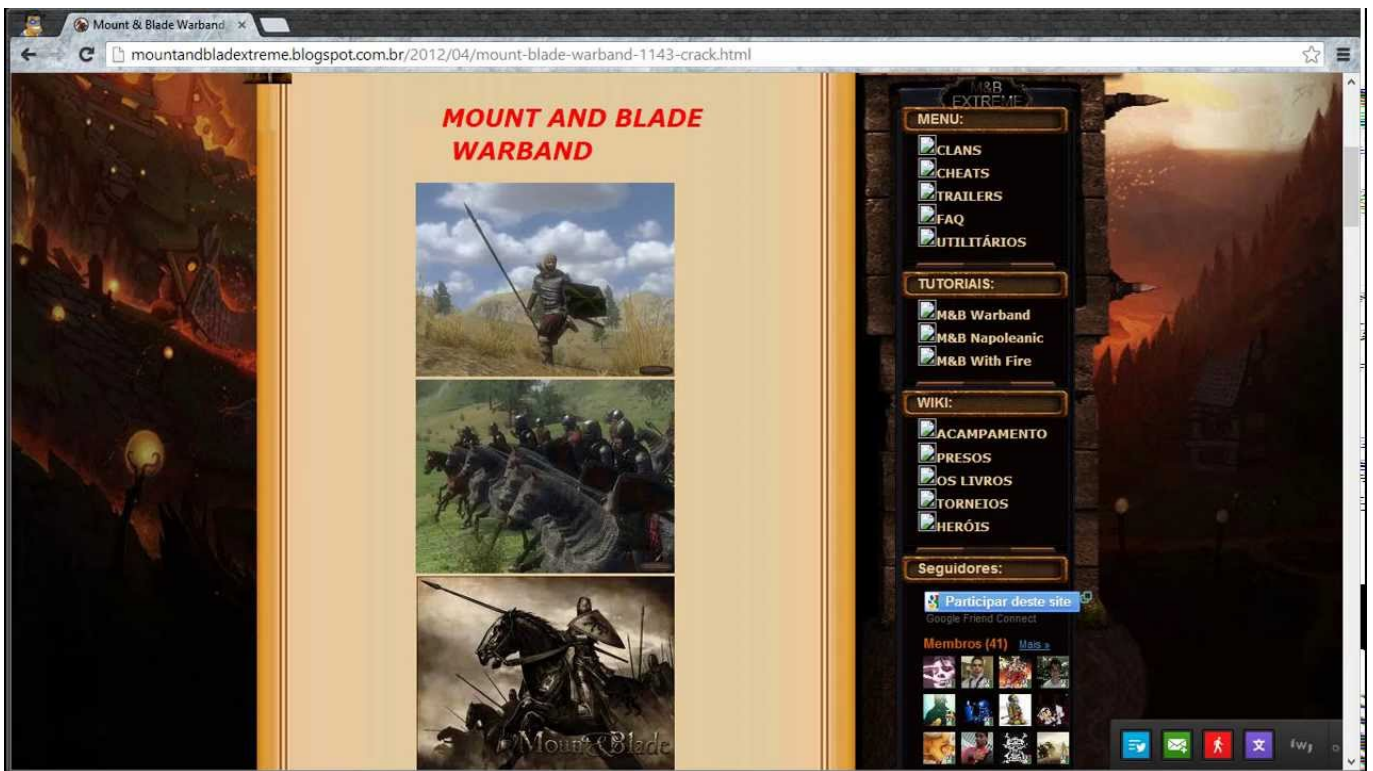 Mount & Blade Warband
mountandbladextreme.blogspot.com.br/2012/04/mount-blade-warband-1143-crack.html
MOUNT AND BLADE
WARBAND
Mount&Blade
M&B
EXTREME
MENU:
CLANS
CHEATS
TRAILERS
FAQ
UTILITÁRIOS
TUTORIAIS:
M&B Warband
M&B Napoleanic
M&B With Fire
WIKI:
ACAMPAMENTO
PRESOS
OS LIVROS
TORNEIOS
HERÓIS
Seguidores:
Participar deste site
Google Friend Connect
Membros (41) Mais »